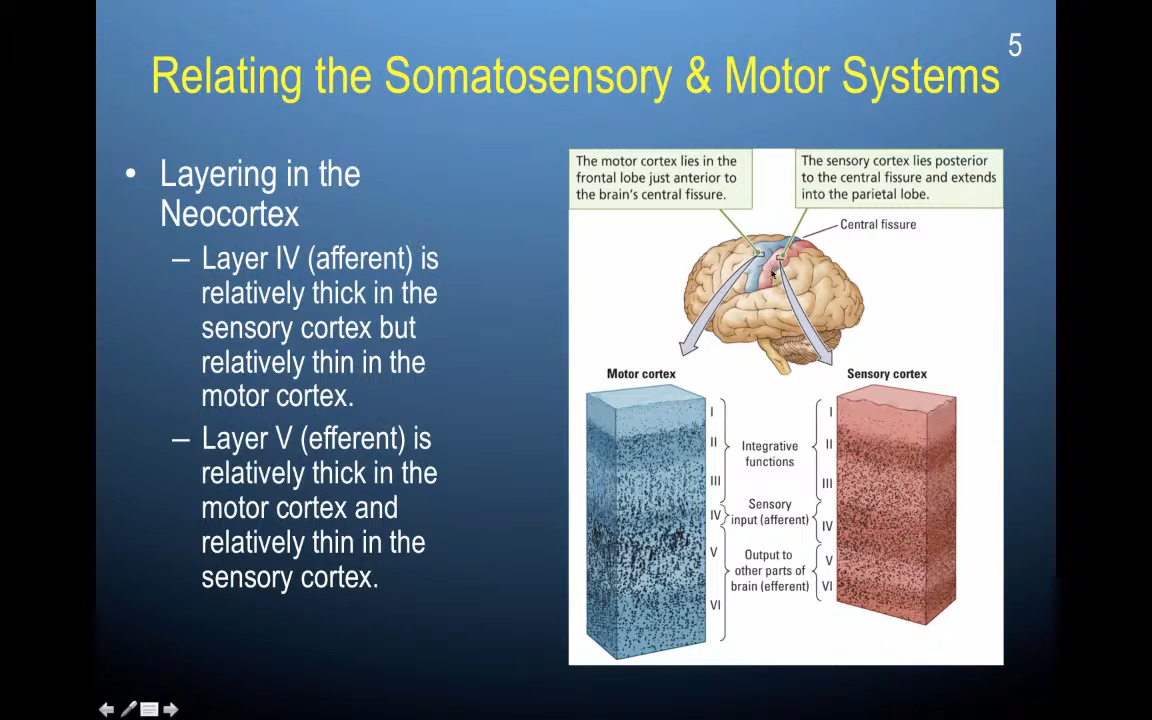 5
Relating the Somatosensory & Motor Systems
• Layering in the
Neocortex
– Layer IV (afferent) is
relatively thick in the
sensory cortex but
relatively thin in the
motor cortex.
– Layer V (efferent) is
relatively thick in the
motor cortex and
relatively thin in the
sensory cortex.
The motor cortex lies in the
frontal lobe just anterior to
the brain's central fissure.
The sensory cortex lies posterior
to the central fissure and extends
into the parietal lobe.
Central fissure
Motor cortex
Sensory cortex
I
II
III
IV
V
VI
Integrative
functions
Sensory
input (afferent)
Output to
other parts of
brain (efferent)
I
II
III
IV
V
VI